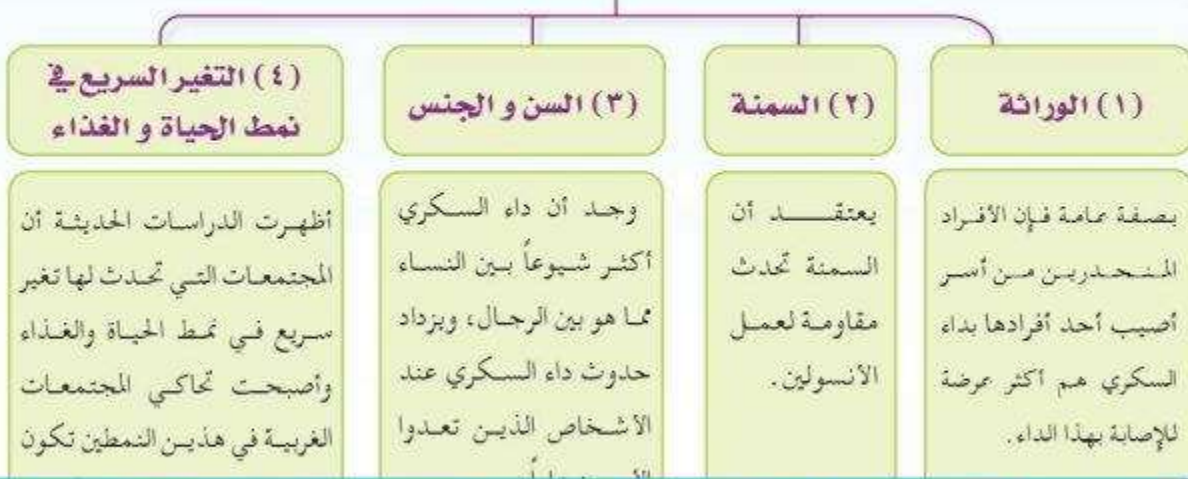 (١) الوراثة
بصفة عامة فإن الأفراد
المنحدرين من أسر
أصيب أحد أفرادها بداء
السكري هم أكثر عرضة
للإصابة بهذا الداء.
(٢) السمنة
يعتقد أن
السمنة تحدث
مقاومة لعمل
الانسولين.
(٣) السن و الجنس
وجد أن داء السكري
أكثر شيوعاً بين النساء
مما هو بين الرجال، ويزداد
حدوث داء السكري عند
الأشخاص الذين تعدوا
(٤) التغير السريع في
نمط الحياة و الغذاء
أظهرت الدراسات الحديثة أن
المجتمعات التي تحدث لها تغير
سريع في نمط الحياة والغذاء
وأصبحت تحاكي المجتمعات
الغربية في هذين النمطين تكون